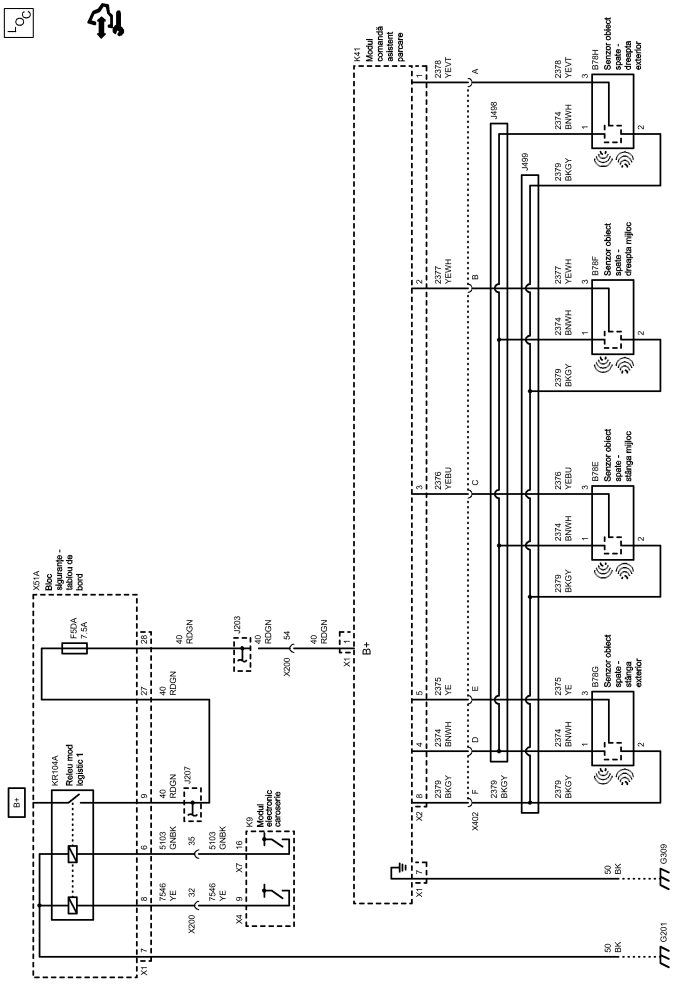 LOC
B+
X51A
Bloc
siguranțe -
tablou de
bord
KR104A
Releu mod
logistic 1
F5DA
7.5A
X1
7
8
6
9
27
28
7546
YE
5103
GNBK
40
RDGN
40
RDGN
40
RDGN
J207
J203
X200
32
35
7546
YE
5103
GNBK
40
RDGN
X200
54
40
RDGN
X4
9
X7
16
K9
Modul
electronic
caroserie
X1
1
B+
K41
Modul
comandă
asistent
parcare
X1
7
X2
8
4
5
3
2
1
2379
BKGY
2374
BNWH
2375
YE
2376
YEBU
2377
YEWH
2378
YEVT
X402
F
D
E
C
B
A
2379
BKGY
J498
J499
2379
BKGY
2374
BNWH
2375
YE
2379
BKGY
2374
BNWH
2376
YEBU
2379
BKGY
2374
BNWH
2377
YEWH
2379
BKGY
2374
BNWH
2378
YEVT
1
3
2
B78G
Senzor obiect
spate -
stânga
exterior
1
3
2
B78E
Senzor obiect
spate -
stânga mijloc
1
3
2
B78F
Senzor obiect
spate -
dreapta mijloc
1
3
2
B78H
Senzor obiect
spate -
dreapta
exterior
50
BK
G201
50
BK
G309